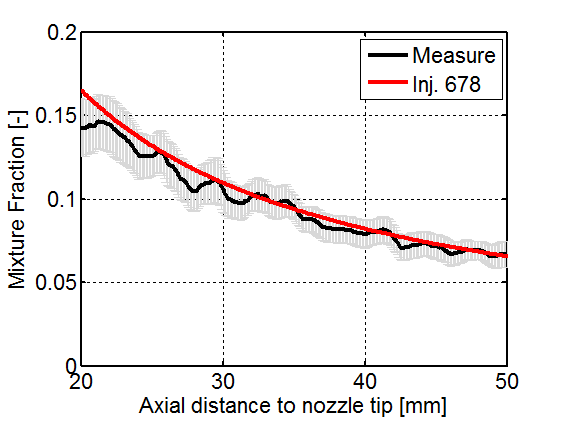 0.2
Measure
Inj. 678
0.15
0.1
0.05
0
Mixture Fraction [-]
20 30 40 50
Axial distance to nozzle tip [mm]